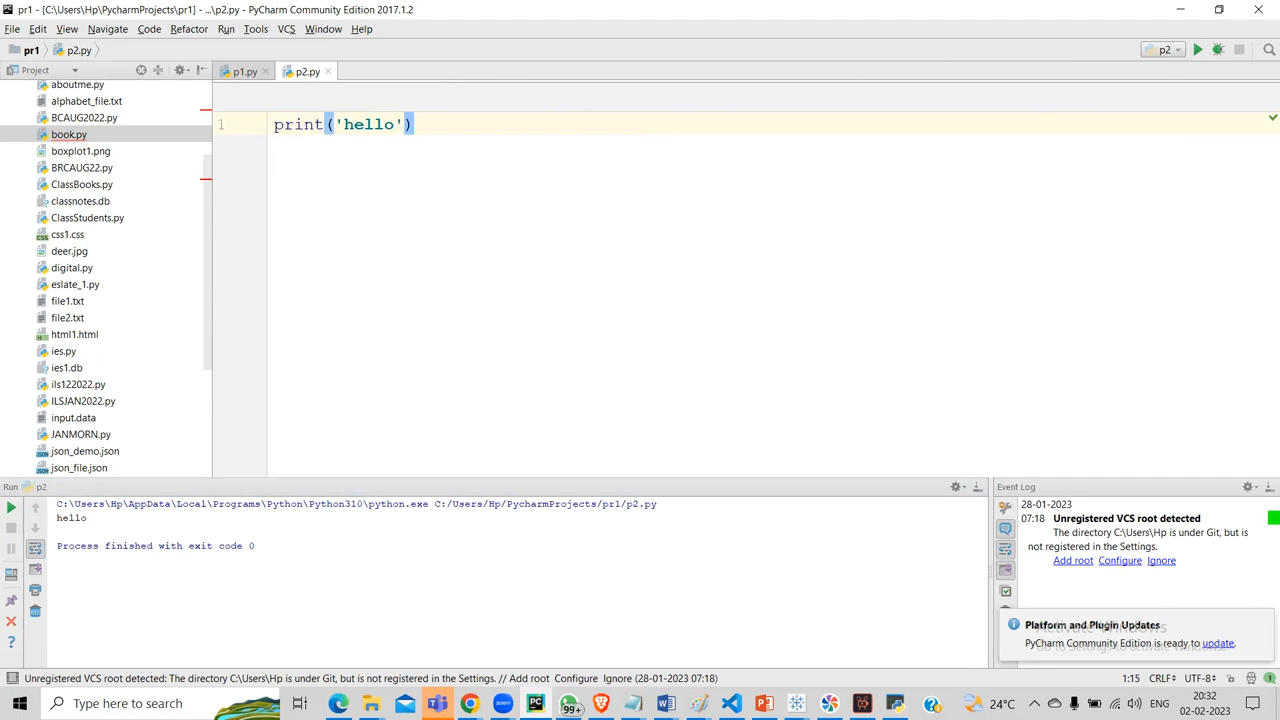 pr1 - [C:\Users\Hp\PycharmProjects\pr1] - ...\p2.py - PyCharm Community Edition 2017.1.2
File Edit View Navigate Code Refactor Run Tools VCS Window Help
pr1 p2.py p2
Project p1.py p2.py
aboutme.py
alphabet_file.txt
BCAUG2022.py
book.py
boxplot1.png
BRCAUG22.py
ClassBooks.py
classnotes.db
ClassStudents.py
css1.css
deer.jpg
digital.py
eslate_1.py
file1.txt
file2.txt
html1.html
ies.py
ies1.db
ils122022.py
ILSJAN2022.py
input.data
JANMORN.py
json_demo.json
json_file.json
1 print('hello')
Run p2
C:\Users\Hp\AppData\Local\Programs\Python\Python310\python.exe C:/Users/Hp/PycharmProjects/pr1/p2.py
hello
Process finished with exit code 0
Event Log
28-01-2023
07:18 Unregistered VCS root detected
The directory C:\Users\Hp is under Git, but is
not registered in the Settings.
Add root Configure Ignore
Platform and Plugin Updates
PyCharm Community Edition is ready to update.
Activate Windows
Go to Settings to activate Windows.
Unregistered VCS root detected: The directory C:\Users\Hp is under Git, but is not registered in the Settings. // Add root Configure Ignore (28-01-2023 07:18)
1:15 CRLF UTF-8 1
Type here to search
zoom
99+
24°C
ENG
20:32
02-02-2023